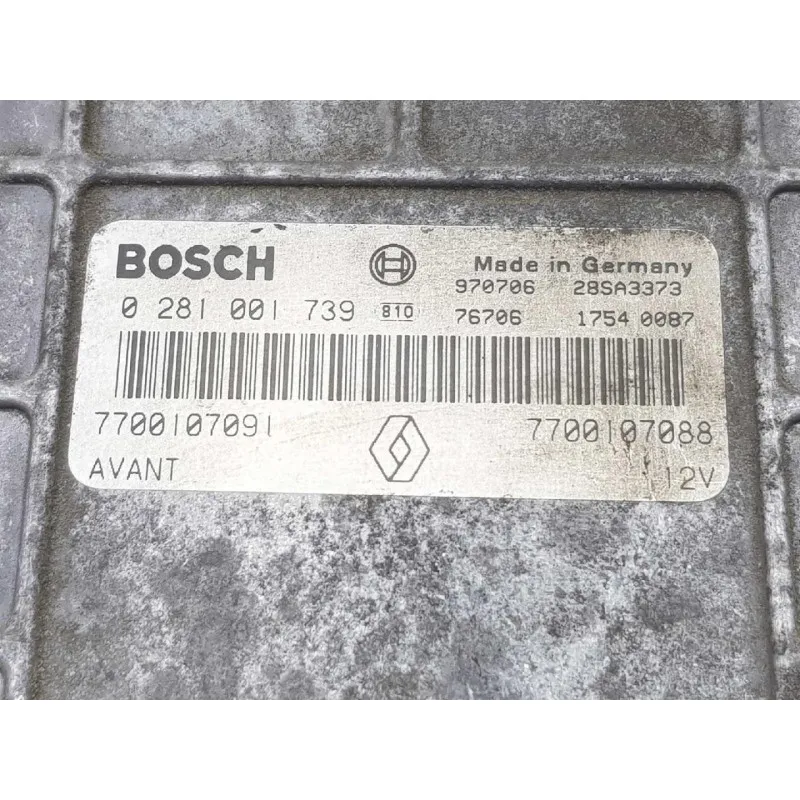 BOSCH Made in Germany
970706 28SA3373
0 281 001 739 810 76706 1754 0087
7700107091 7700107088
AVANT 12V